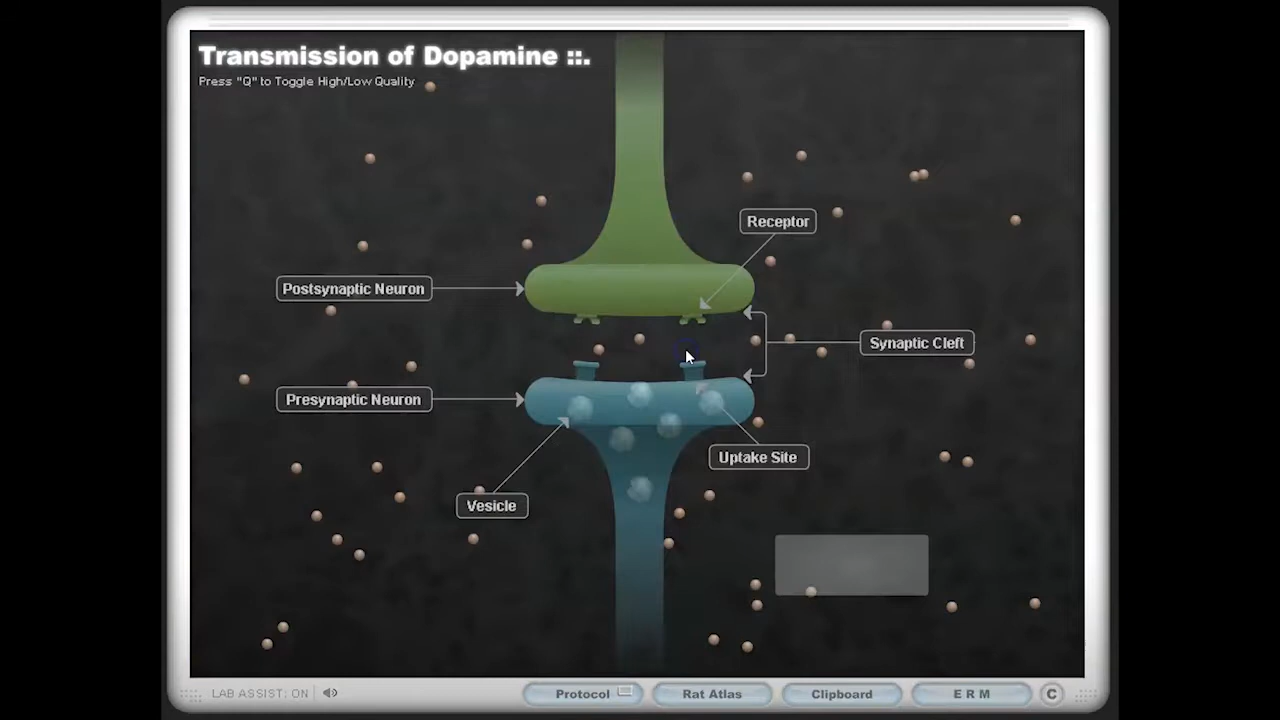 Transmission of Dopamine ::.
Press "Q" to Toggle High/Low Quality
Receptor
Postsynaptic Neuron
Synaptic Cleft
Presynaptic Neuron
Uptake Site
Vesicle
LAB ASSIST: ON
Protocol
Rat Atlas
Clipboard
E R M
C